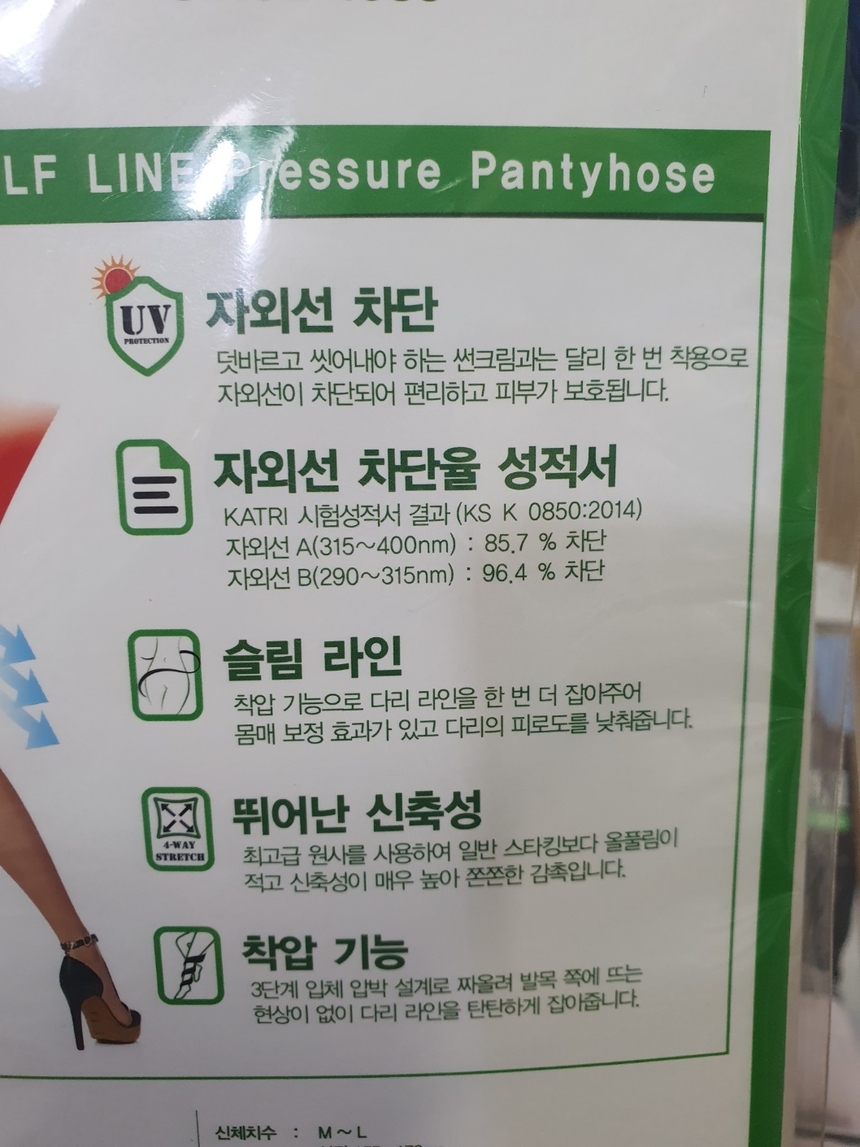 LF LINE Pressure Pantyhose
UV
PROTECTION
자외선 차단
덧바르고 씻어내야 하는 썬크림과는 달리 한 번 착용으로
자외선이 차단되어 편리하고 피부가 보호됩니다.
자외선 차단율 성적서
KATRI 시험성적서 결과 (KS K 0850:2014)
자외선 A(315~400nm) : 85.7 % 차단
자외선 B(290~315nm) : 96.4 % 차단
슬림 라인
착압 기능으로 다리 라인을 한 번 더 잡아주어
몸매 보정 효과가 있고 다리의 피로도를 낮춰줍니다.
4-WAY
STRETCH
뛰어난 신축성
최고급 원사를 사용하여 일반 스타킹보다 올풀림이
적고 신축성이 매우 높아 쫀쫀한 감촉입니다.
착압 기능
3단계 입체 압박 설계로 짜올려 발목 쪽에 뜨는
현상이 없이 다리 라인을 탄탄하게 잡아줍니다.
신체치수 : M~L